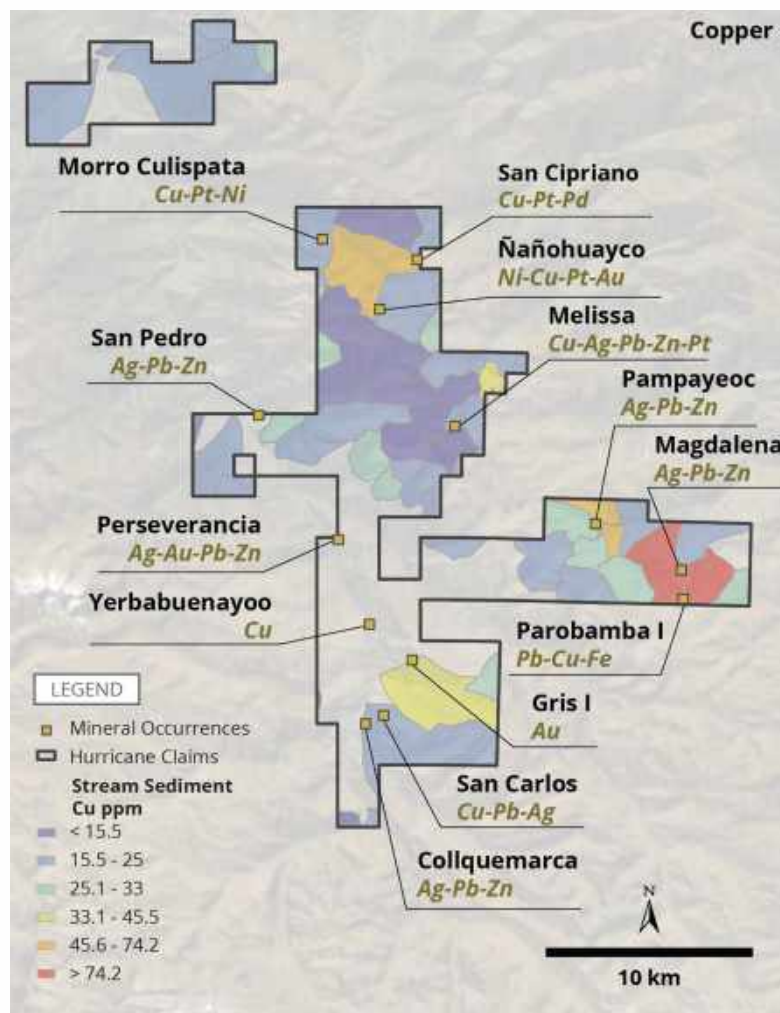 Copper
Morro Culispata
Cu-Pt-Ni
San Cipriano
Cu-Pt-Pd
Ñañohuayco
Ni-Cu-Pt-Au
Melissa
Cu-Ag-Pb-Zn-Pt
San Pedro
Ag-Pb-Zn
Pampayeoc
Ag-Pb-Zn
Magdalena
Ag-Pb-Zn
Perseverancia
Ag-Au-Pb-Zn
Yerbabuenayoo
Cu
Parobamba I
Pb-Cu-Fe
Gris I
Au
San Carlos
Cu-Pb-Ag
Collquemarca
Ag-Pb-Zn
LEGEND
Mineral Occurrences
Hurricane Claims
Stream Sediment
Cu ppm
< 15.5
15.5 - 25
25.1 - 33
33.1 - 45.5
45.6 - 74.2
> 74.2
N
10 km